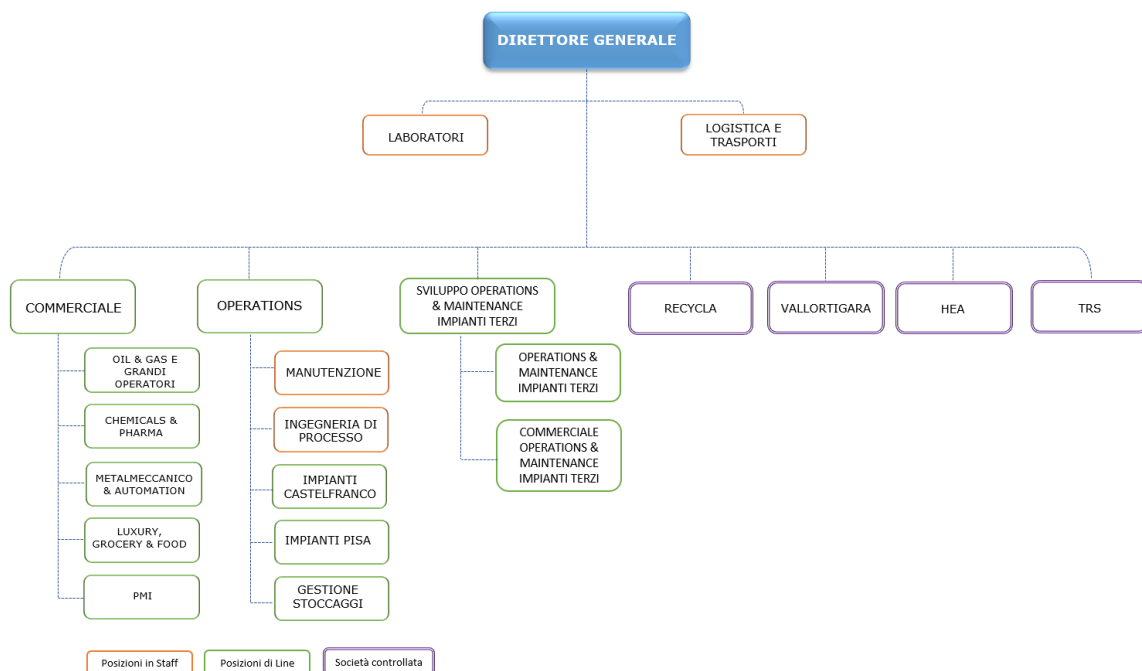 DIRETTORE GENERALE
LABORATORI
LOGISTICA E
TRASPORTI
COMMERCIALE
OPERATIONS
SVILUPPO OPERATIONS
& MAINTENANCE
IMPIANTI TERZI
RECYCLA
VALLORTIGARA
HEA
TRS
OIL & GAS E
GRANDI
OPERATORI
CHEMICALS &
PHARMA
METALMECCANICO
& AUTOMATION
LUXURY,
GROCERY & FOOD
PMI
MANUTENZIONE
INGEGNERIA DI
PROCESSO
IMPIANTI
CASTELFRANCO
IMPIANTI PISA
GESTIONE
STOCCAGGI
OPERATIONS &
MAINTENANCE
IMPIANTI TERZI
COMMERCIALE
OPERATIONS &
MAINTENANCE
IMPIANTI TERZI
Posizioni in Staff
Posizioni di Line
Società controllata